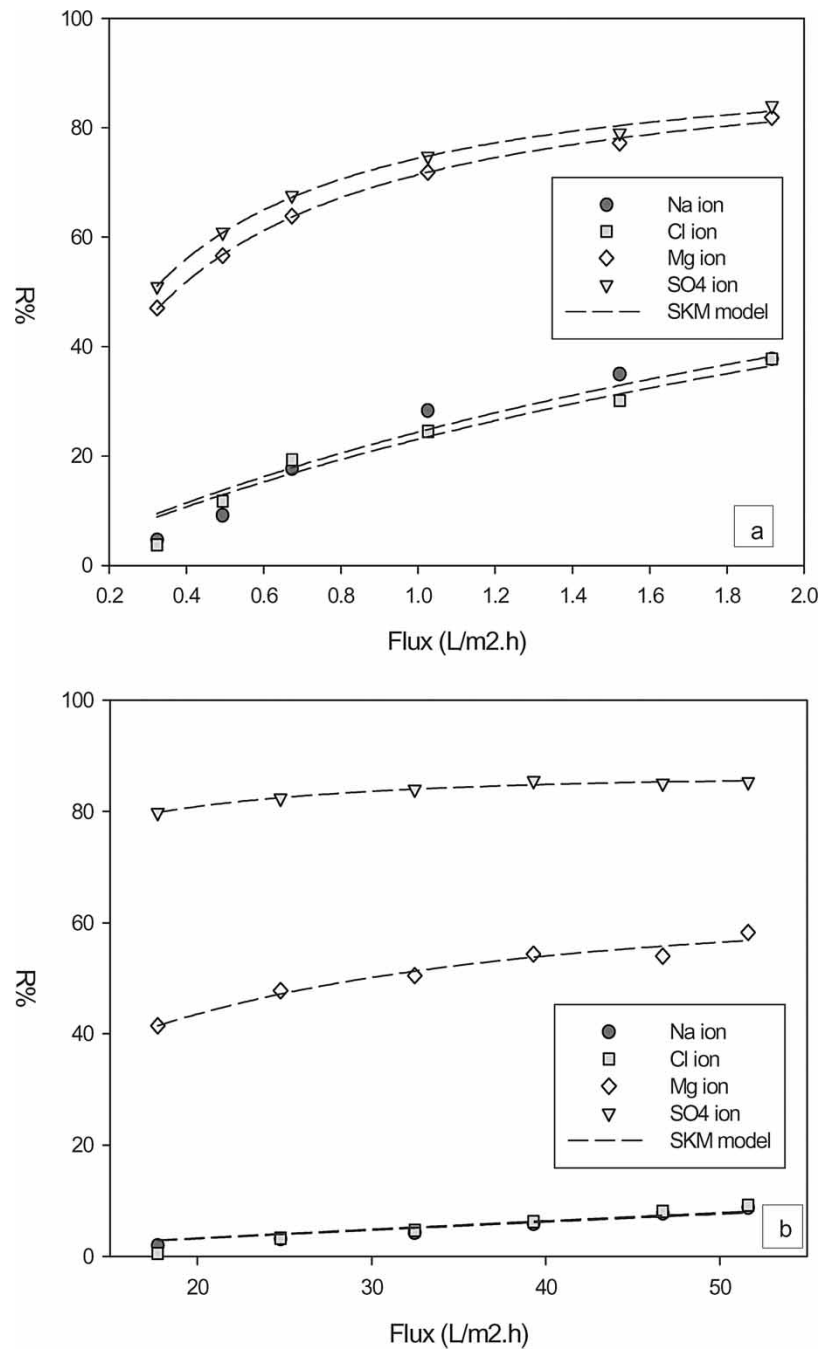 100
80
60
40
20
0
R%
Na ion
Cl ion
Mg ion
SO4 ion
SKM model
a
0.2 0.4 0.6 0.8 1.0 1.2 1.4 1.6 1.8 2.0
Flux (L/m2.h)
100
80
60
40
20
0
R%
Na ion
Cl ion
Mg ion
SO4 ion
SKM model
b
20 30 40 50
Flux (L/m2.h)